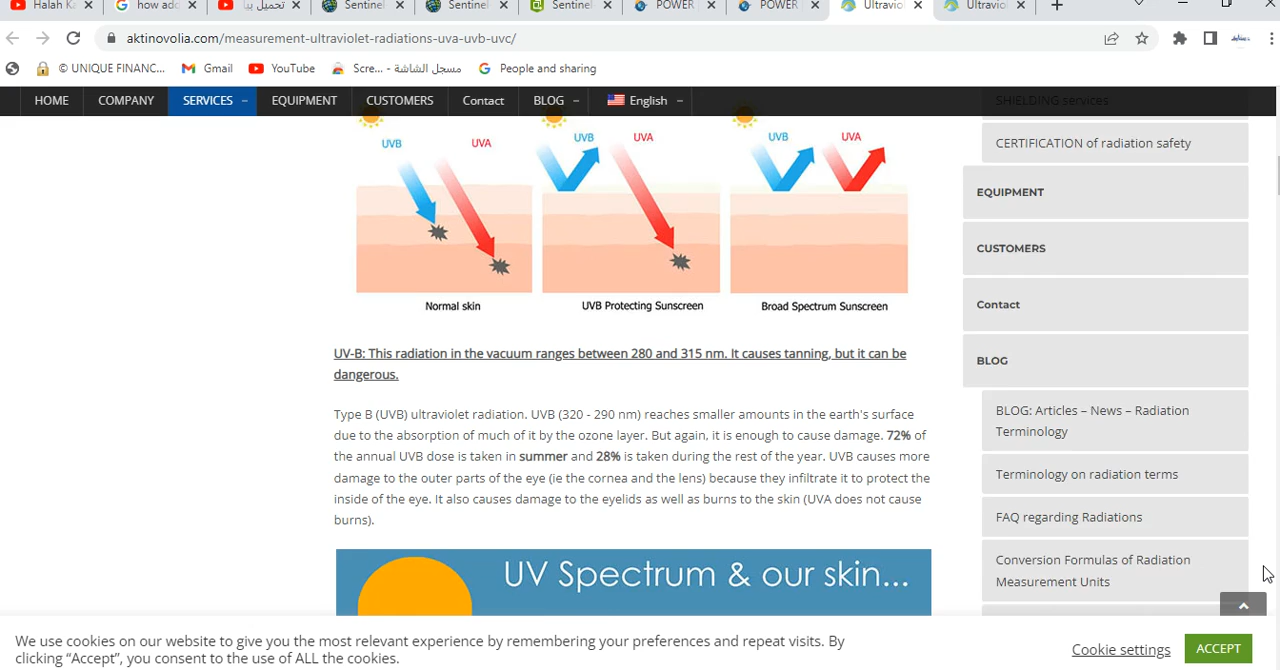 Halah Ka
how adc
تحميل بيا
Sentinel
Sentinel
Sentinel
POWER
POWER
Ultraviol
Ultraviol
aktinovolia.com/measurement-ultraviolet-radiations-uva-uvb-uvc/
© UNIQUE FINANC...
Gmail
YouTube
Scre... - مسجل الشاشة
People and sharing
HOME
COMPANY
SERVICES –
EQUIPMENT
CUSTOMERS
Contact
BLOG –
English –
SHIELDING services
CERTIFICATION of radiation safety
EQUIPMENT
CUSTOMERS
Contact
BLOG
BLOG: Articles – News – Radiation
Terminology
Terminology on radiation terms
FAQ regarding Radiations
Conversion Formulas of Radiation
Measurement Units
UVB UVA UVB UVA UVB UVA
Normal skin UVB Protecting Sunscreen Broad Spectrum Sunscreen
UV-B: This radiation in the vacuum ranges between 280 and 315 nm. It causes tanning, but it can be
dangerous.
Type B (UVB) ultraviolet radiation. UVB (320 - 290 nm) reaches smaller amounts in the earth's surface
due to the absorption of much of it by the ozone layer. But again, it is enough to cause damage. 72% of
the annual UVB dose is taken in summer and 28% is taken during the rest of the year. UVB causes more
damage to the outer parts of the eye (ie the cornea and the lens) because they infiltrate it to protect the
inside of the eye. It also causes damage to the eyelids as well as burns to the skin (UVA does not cause
burns).
UV Spectrum & our skin...
We use cookies on our website to give you the most relevant experience by remembering your preferences and repeat visits. By
clicking “Accept”, you consent to the use of ALL the cookies.
Cookie settings
ACCEPT